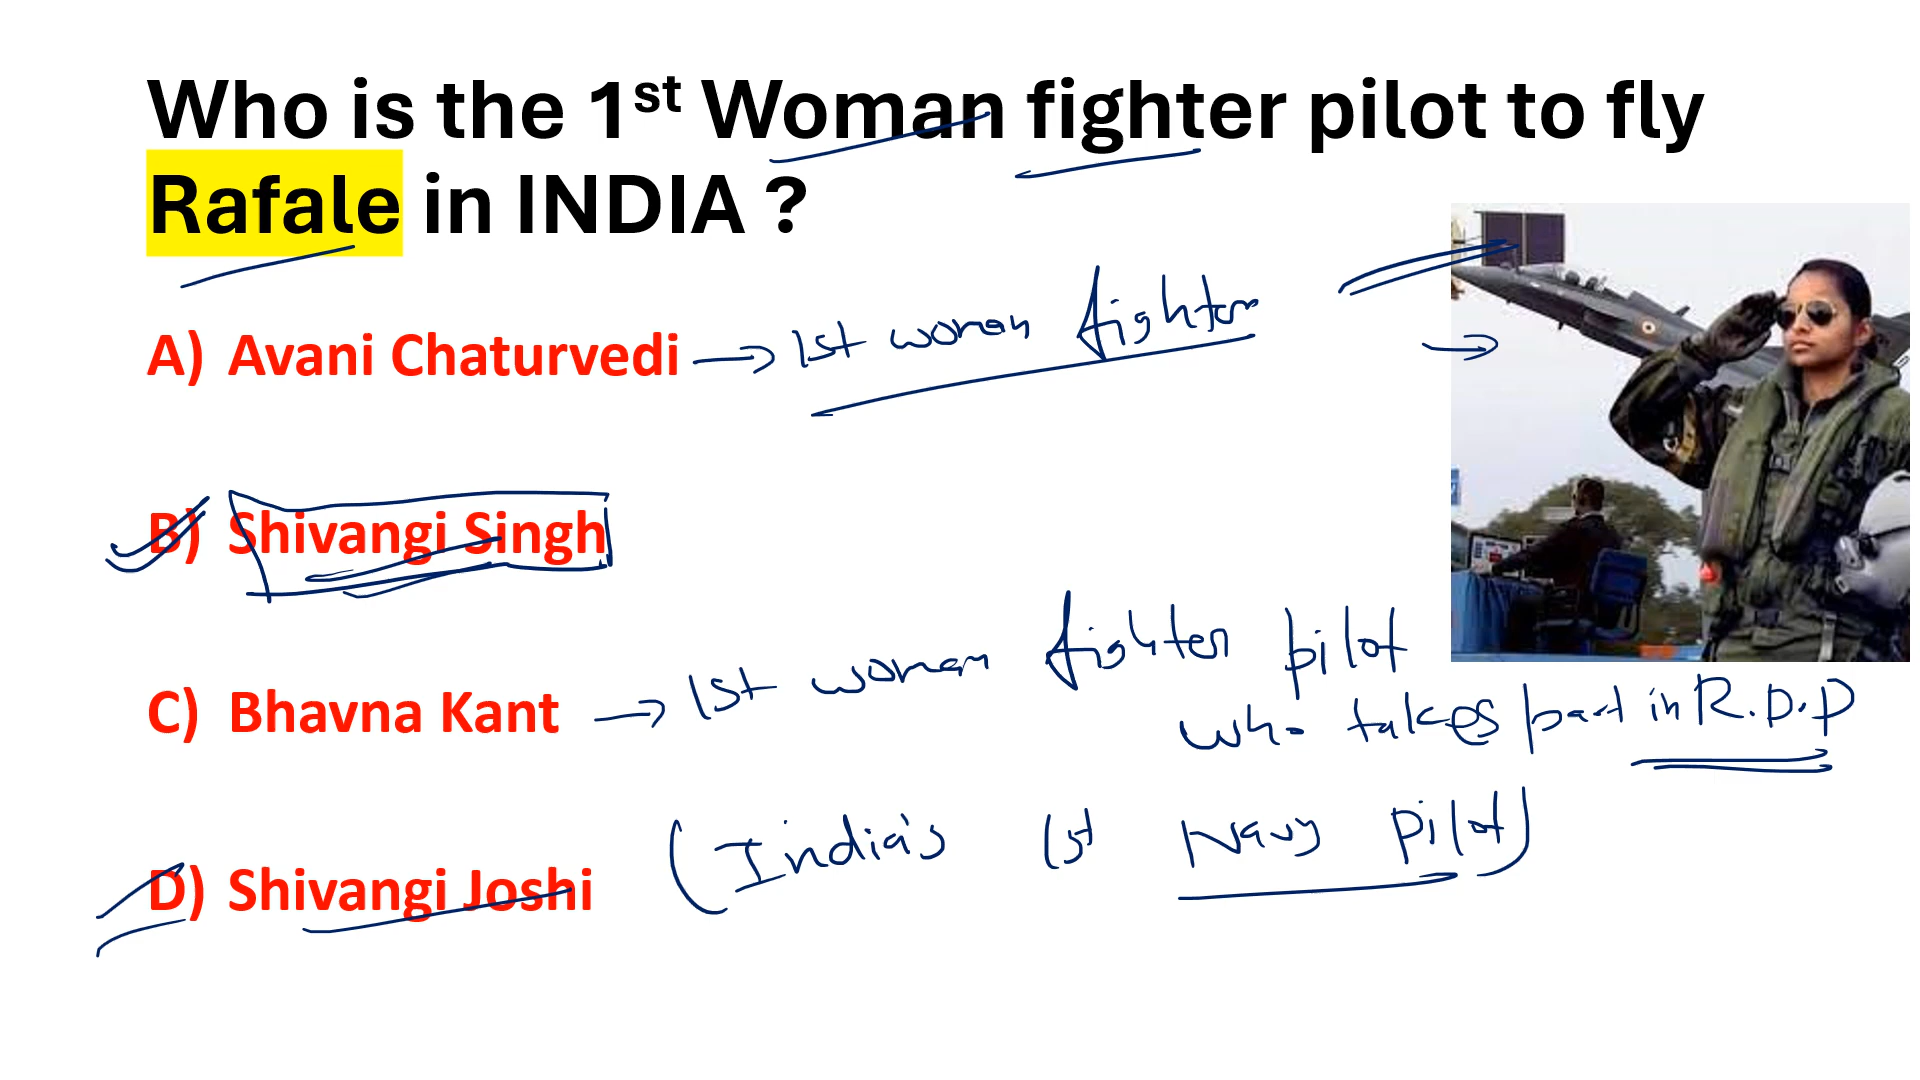 Who is the 1st Woman fighter pilot to fly
Rafale in INDIA ?
A) Avani Chaturvedi → 1st woman fighter
B) Shivangi Singh
C) Bhavna Kant → 1st woman fighter pilot
who takes part in R.D.P
D) Shivangi Joshi (India's 1st Navy Pilot)